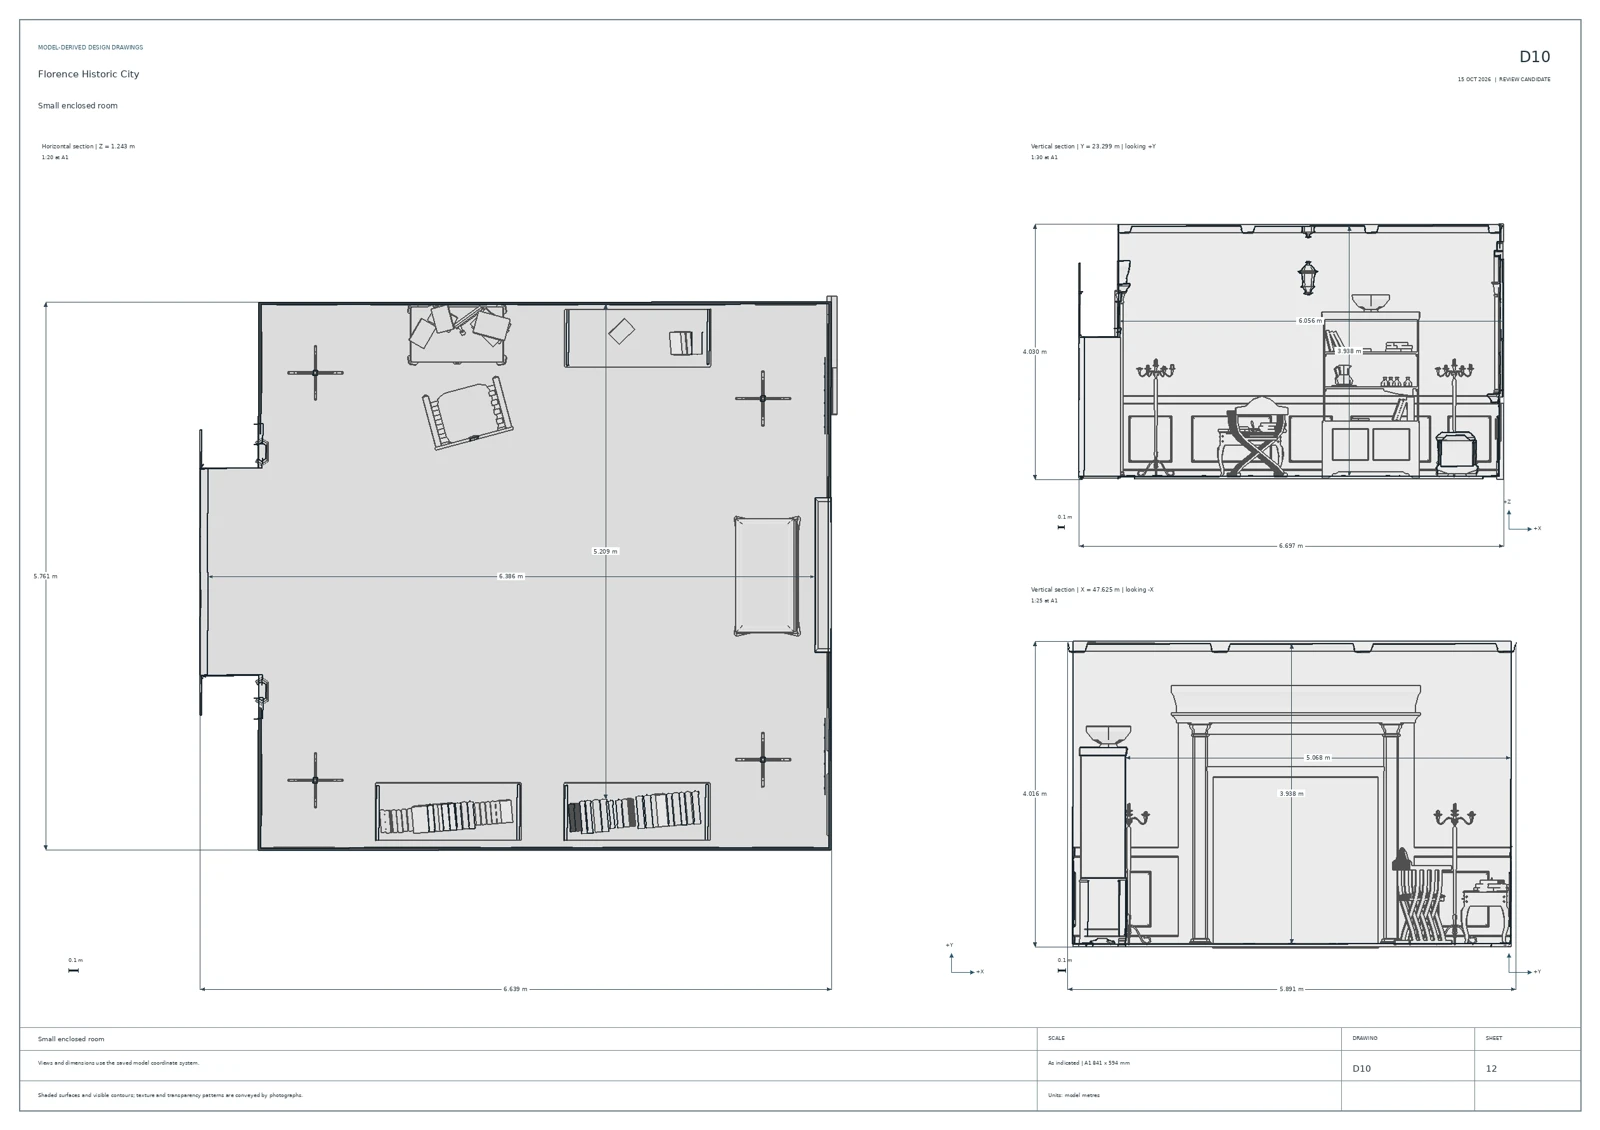 MODEL-DERIVED DESIGN DRAWINGS
Florence Historic City
Small enclosed room
D10
15 OCT 2026 | REVIEW CANDIDATE
Horizontal section | Z = 1.243 m
1:20 at A1
5.761 m
5.209 m
6.386 m
6.639 m
0.1 m
+Y
+X
Vertical section | Y = 23.299 m | looking +Y
1:30 at A1
4.030 m
6.056 m
3.938 m
6.697 m
0.1 m
+Z
+X
Vertical section | X = 47.625 m | looking -X
1:25 at A1
4.016 m
5.068 m
3.938 m
5.891 m
0.1 m
+Y
Small enclosed room
Views and dimensions use the saved model coordinate system.
Shaded surfaces and visible contours; texture and transparency patterns are conveyed by photographs.
SCALE
As indicated | A1 841 x 594 mm
Units: model metres
DRAWING
D10
SHEET
12